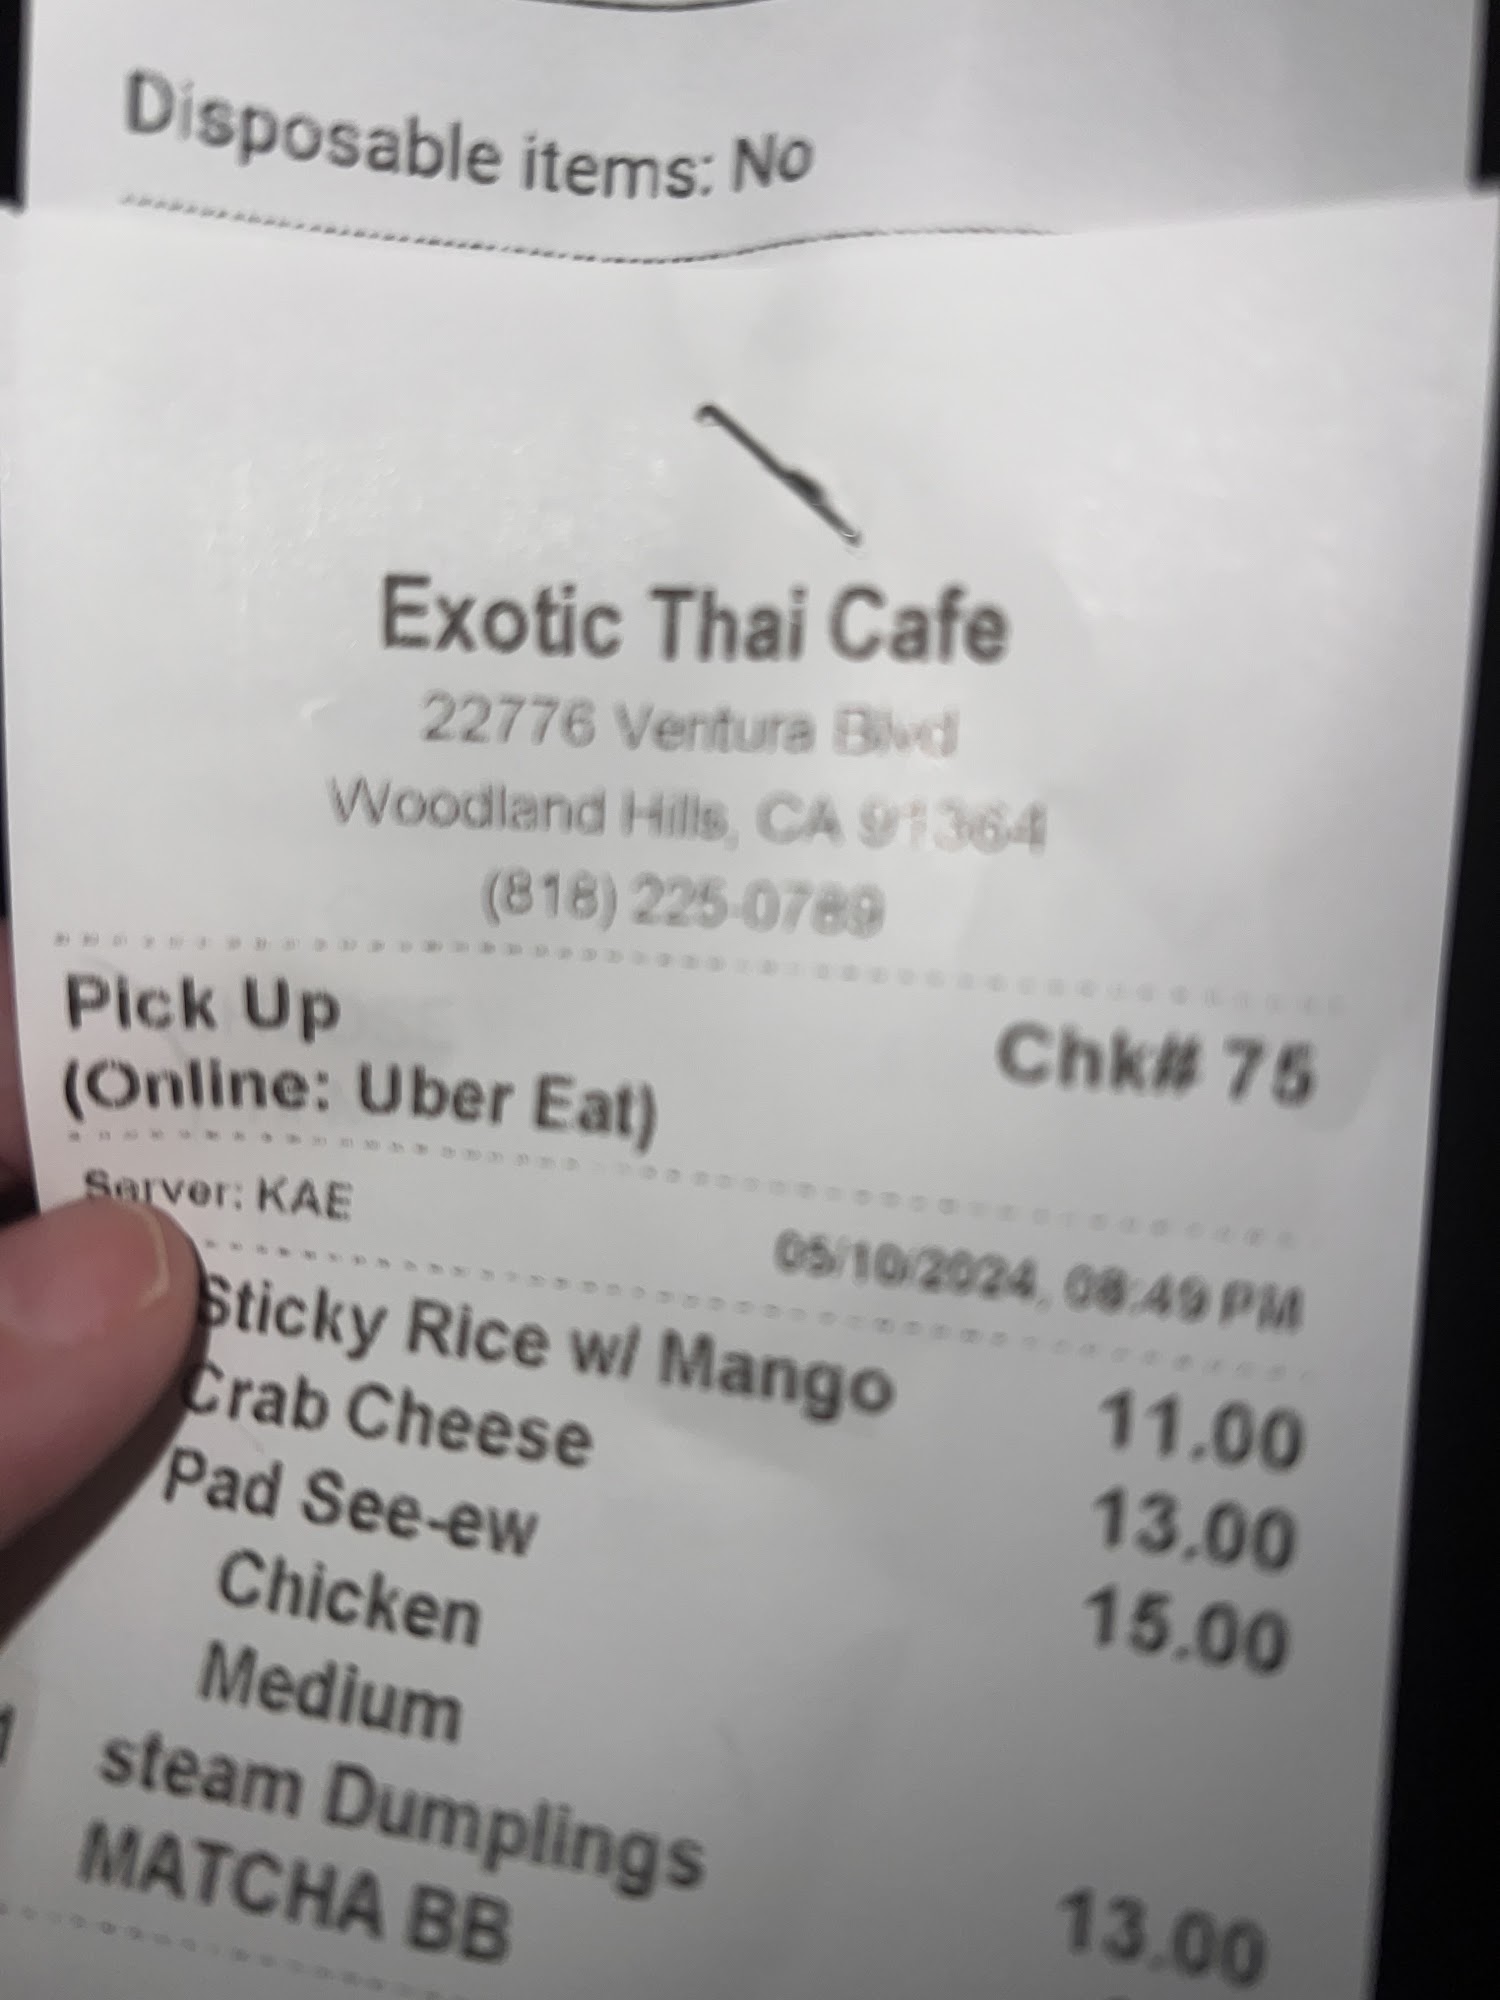 Disposable items: No
Exotic Thai Cafe
22776 Ventura Blvd
Woodland Hills, CA 91364
(818) 225-0789
Pick Up
Chk# 75
(Online: Uber Eat)
Server: KAE
05/10/2024, 08:49 PM
Sticky Rice w/ Mango 11.00
Crab Cheese 13.00
Pad See-ew 15.00
Chicken
Medium
1 steam Dumplings 13.00
MATCHA BB